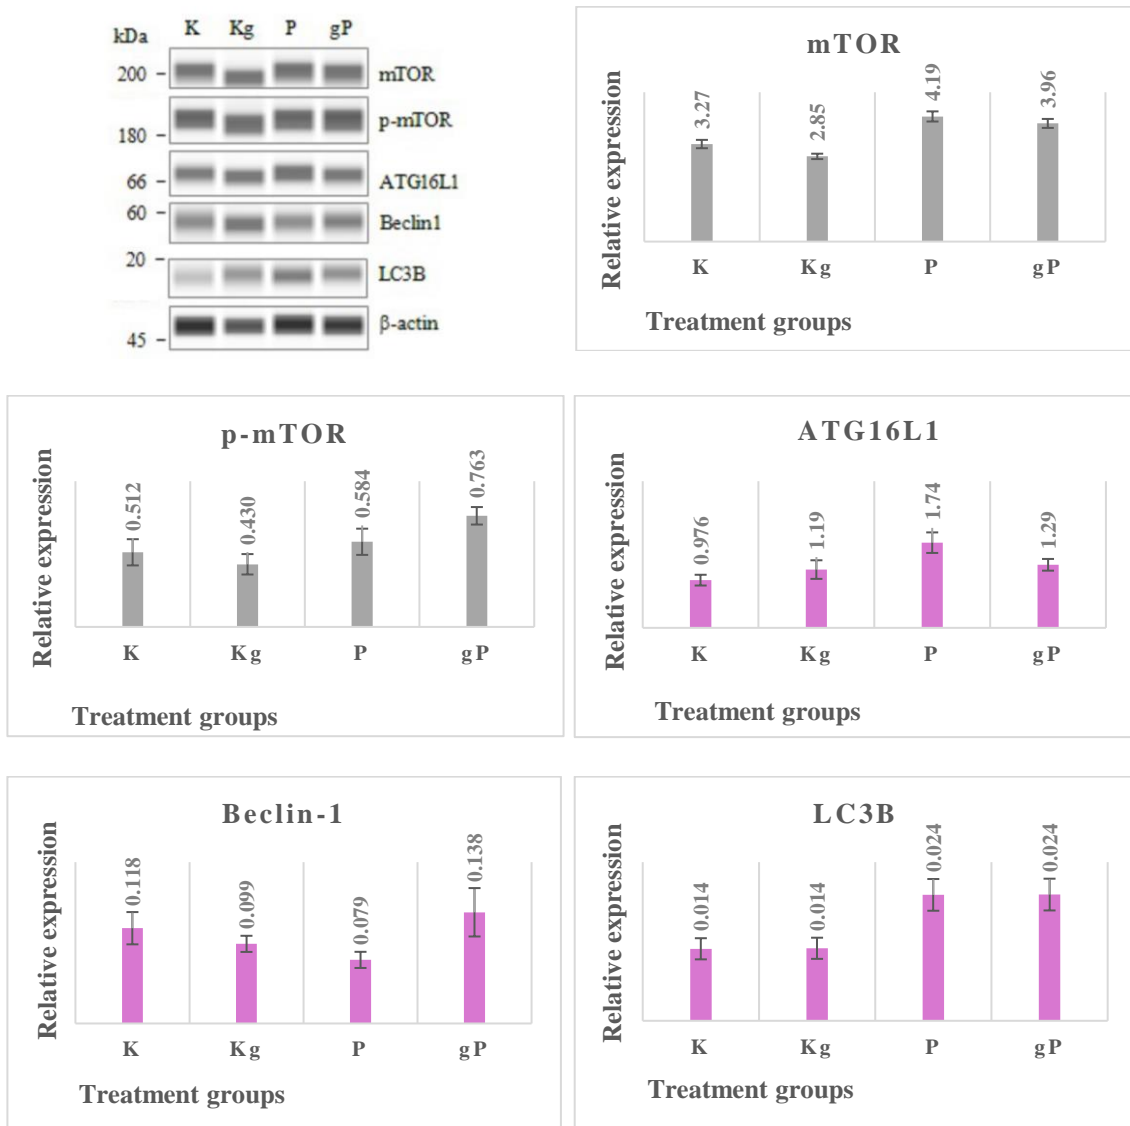 kDa K Kg P gP
200 – mTOR
180 – p-mTOR
66 – ATG16L1
60 – Beclin1
20 – LC3B
45 – β-actin
mTOR
Relative expression
3.27 2.85 4.19 3.96
K Kg P gP
Treatment groups
p-mTOR
Relative expression
0.512 0.430 0.584 0.763
K Kg P gP
Treatment groups
ATG16L1
Relative expression
0.976 1.19 1.74 1.29
K Kg P gP
Treatment groups
Beclin-1
Relative expression
0.118 0.099 0.079 0.138
K Kg P gP
Treatment groups
LC3B
Relative expression
0.014 0.014 0.024 0.024
K Kg P gP
Treatment groups